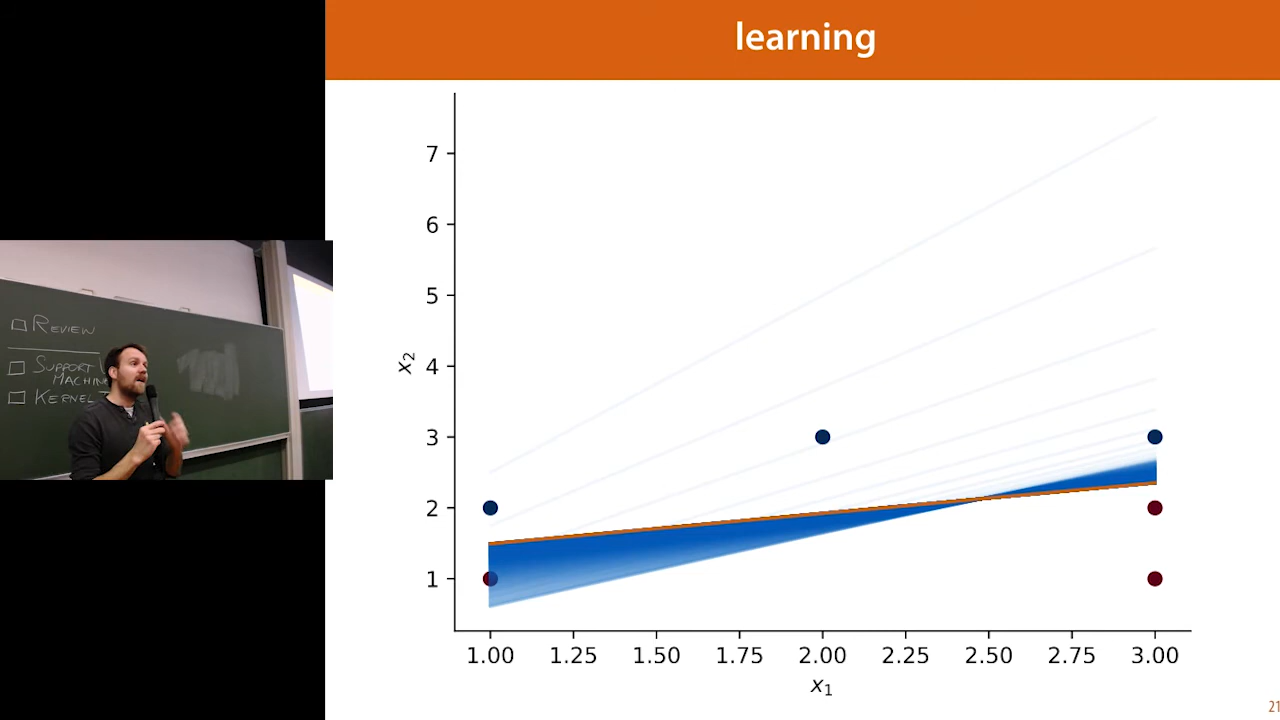 learning
7
6
5
4
3
2
1
x₂
1.00 1.25 1.50 1.75 2.00 2.25 2.50 2.75 3.00
x₁
21
□ REVIEW
□ SUPPORT
MACHINE
□ KERNEL